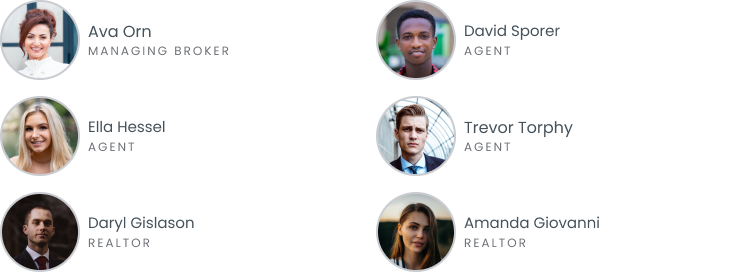 Ava Orn
MANAGING BROKER
David Sporer
AGENT
Ella Hessel
AGENT
Trevor Torphy
AGENT
Daryl Gislason
REALTOR
Amanda Giovanni
REALTOR